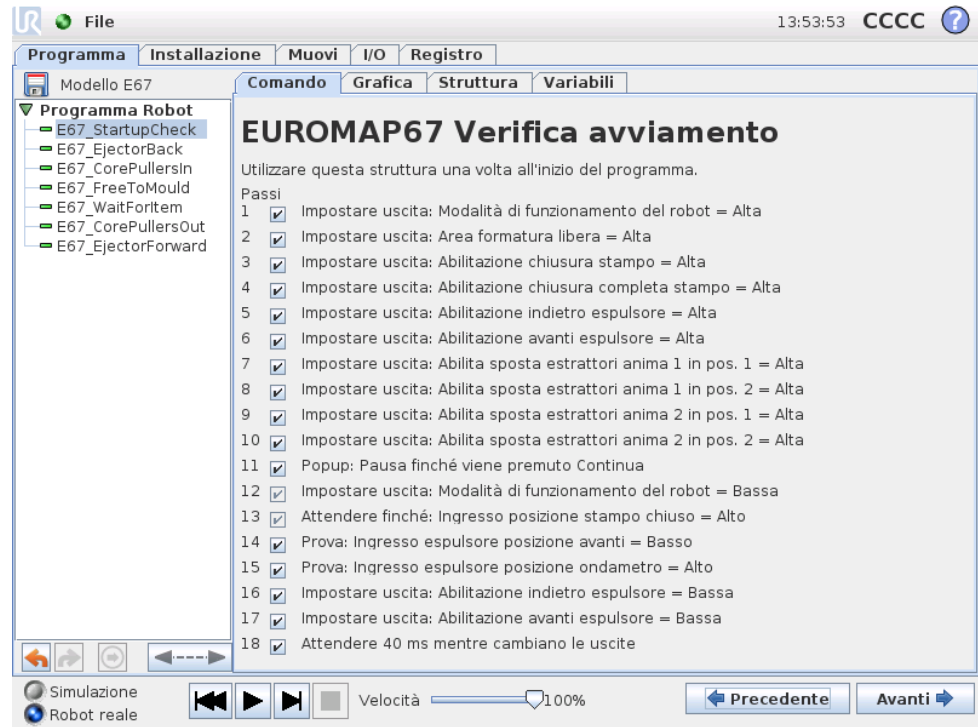 UR File 13:53:53 CCCC ?
Programma Installazione Muovi I/O Registro
Modello E67
Comando Grafica Struttura Variabili
Programma Robot
E67_StartupCheck
E67_EjectorBack
E67_CorePullersIn
E67_FreeToMould
E67_WaitForItem
E67_CorePullersOut
E67_EjectorForward
EUROMAP67 Verifica avviamento
Utilizzare questa struttura una volta all'inizio del programma.
Passi
1 Impostare uscita: Modalità di funzionamento del robot = Alta
2 Impostare uscita: Area formatura libera = Alta
3 Impostare uscita: Abilitazione chiusura stampo = Alta
4 Impostare uscita: Abilitazione chiusura completa stampo = Alta
5 Impostare uscita: Abilitazione indietro espulsore = Alta
6 Impostare uscita: Abilitazione avanti espulsore = Alta
7 Impostare uscita: Abilita sposta estrattori anima 1 in pos. 1 = Alta
8 Impostare uscita: Abilita sposta estrattori anima 1 in pos. 2 = Alta
9 Impostare uscita: Abilita sposta estrattori anima 2 in pos. 1 = Alta
10 Impostare uscita: Abilita sposta estrattori anima 2 in pos. 2 = Alta
11 Popup: Pausa finché viene premuto Continua
12 Impostare uscita: Modalità di funzionamento del robot = Bassa
13 Attendere finché: Ingresso posizione stampo chiuso = Alto
14 Prova: Ingresso espulsore posizione avanti = Basso
15 Prova: Ingresso espulsore posizione ondametro = Alto
16 Impostare uscita: Abilitazione indietro espulsore = Bassa
17 Impostare uscita: Abilitazione avanti espulsore = Bassa
18 Attendere 40 ms mentre cambiano le uscite
Simulazione
Robot reale
Velocità 100%
Precedente Avanti